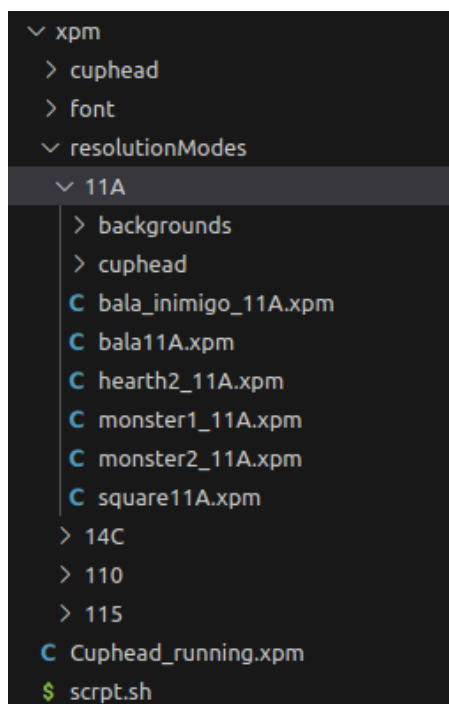 xpm
cuphead
font
resolutionModes
11A
backgrounds
cuphead
C bala_inimigo_11A.xpm
C bala11A.xpm
C hearth2_11A.xpm
C monster1_11A.xpm
C monster2_11A.xpm
C square11A.xpm
14C
110
115
C Cuphead_running.xpm
$ scrpt.sh